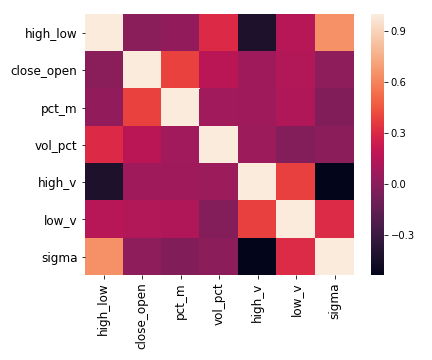 high_low
close_open
pct_m
vol_pct
high_v
low_v
sigma
high_low
close_open
pct_m
vol_pct
high_v
low_v
sigma
0.9
0.6
0.3
0.0
−0.3